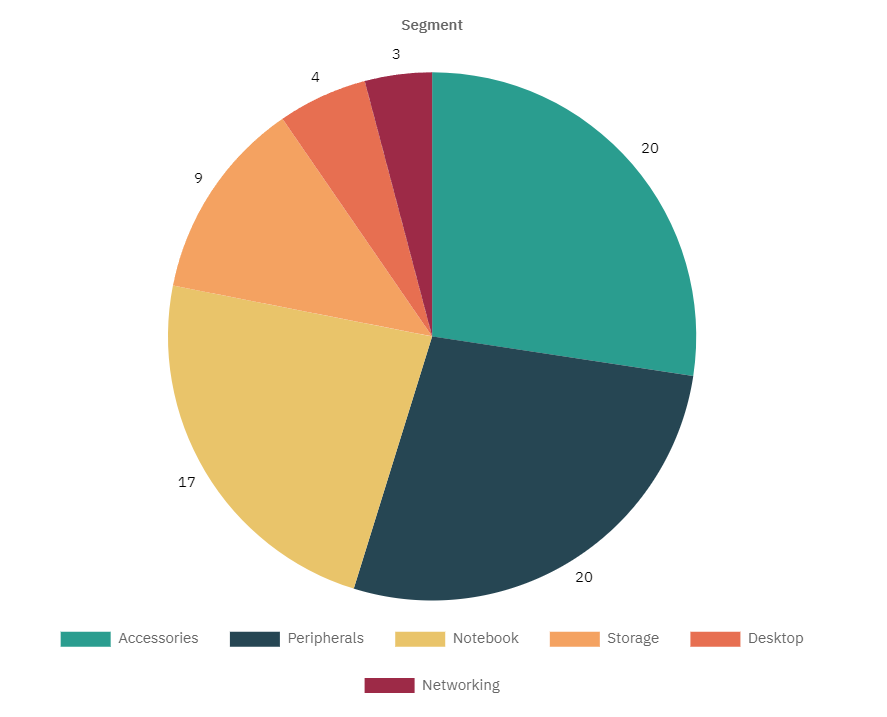 Segment
3
4
20
9
17
20
Accessories Peripherals Notebook Storage Desktop
Networking